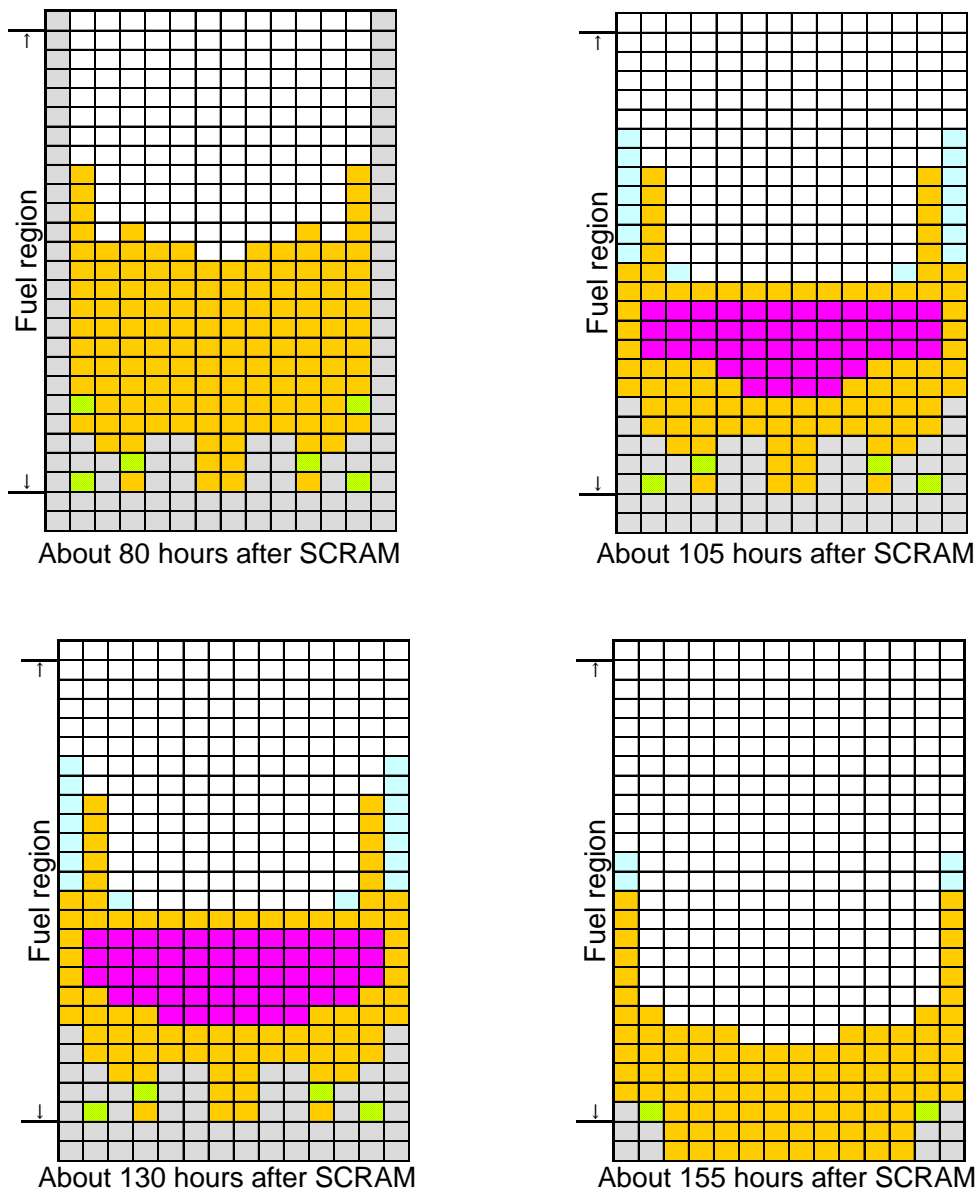 ↑
Fuel region
↓
About 80 hours after SCRAM
↑
Fuel region
↓
About 105 hours after SCRAM
↑
Fuel region
↓
About 130 hours after SCRAM
↑
Fuel region
↓
About 155 hours after SCRAM